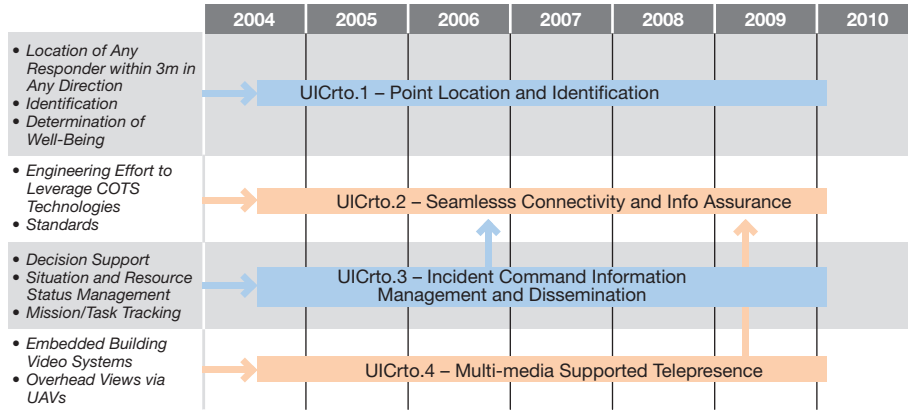 2004 2005 2006 2007 2008 2009 2010
• Location of Any
Responder within 3m in
Any Direction
• Identification
• Determination of
Well-Being
UICrto.1 – Point Location and Identification
• Engineering Effort to
Leverage COTS
Technologies
• Standards
UICrto.2 – Seamlesss Connectivity and Info Assurance
• Decision Support
• Situation and Resource
Status Management
• Mission/Task Tracking
UICrto.3 – Incident Command Information
Management and Dissemination
• Embedded Building
Video Systems
• Overhead Views via
UAVs
UICrto.4 – Multi-media Supported Telepresence